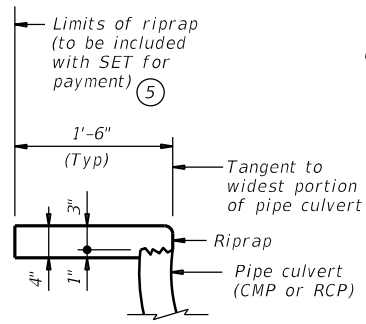 Limits of riprap
(to be included
with SET for
payment) 5
1'-6"
(Typ)
Tangent to
widest portion
of pipe culvert
3"
Riprap
4"
1"
Pipe culvert
(CMP or RCP)